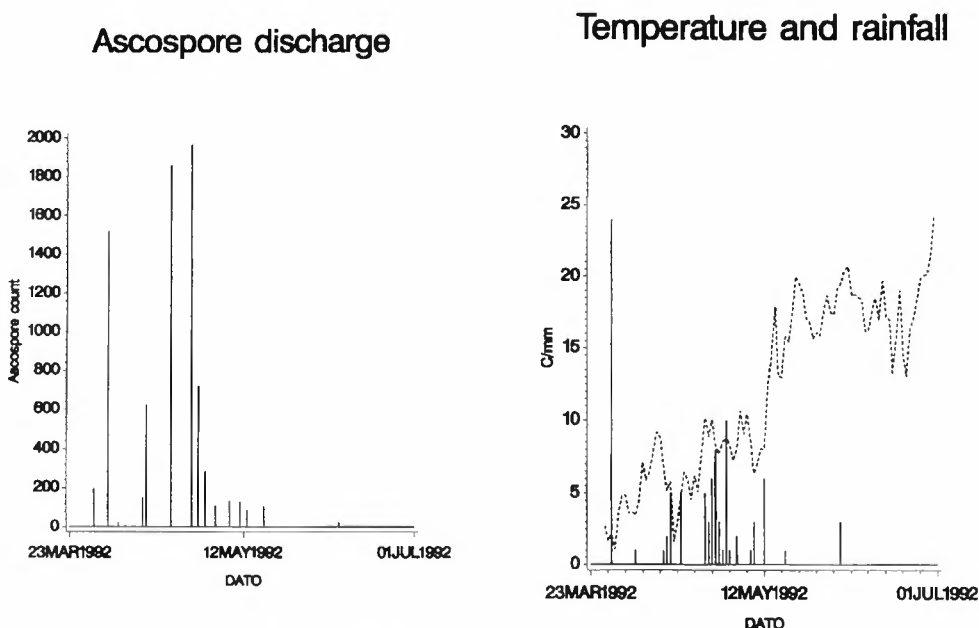 Ascospore discharge
Ascospore count
2000
1800
1600
1400
1200
1000
800
600
400
200
0
23MAR1992 12MAY1992 01JUL1992
DATO
Temperature and rainfall
C/mm
30
25
20
15
10
5
0
23MAR1992 12MAY1992 01JUL1992
DATO